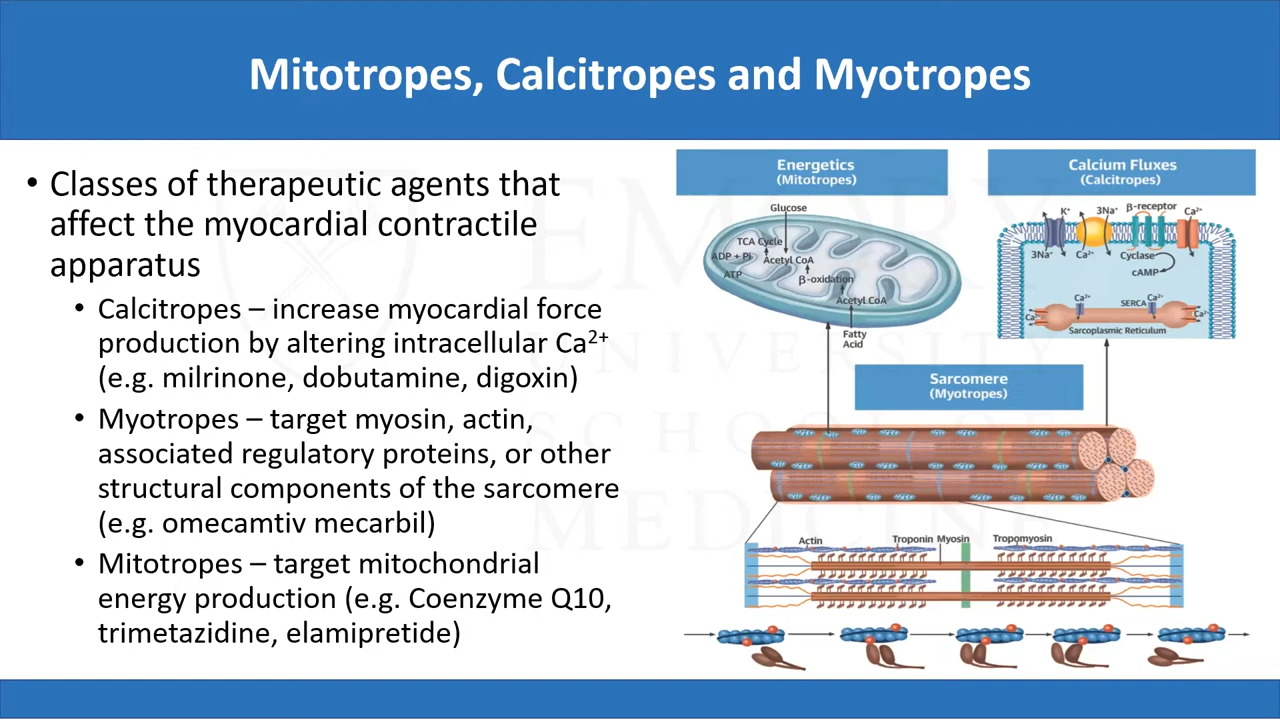 Mitotropes, Calcitropes and Myotropes
• Classes of therapeutic agents that
affect the myocardial contractile
apparatus
• Calcitropes – increase myocardial force
production by altering intracellular Ca²⁺
(e.g. milrinone, dobutamine, digoxin)
• Myotropes – target myosin, actin,
associated regulatory proteins, or other
structural components of the sarcomere
(e.g. omecamtiv mecarbil)
• Mitotropes – target mitochondrial
energy production (e.g. Coenzyme Q10,
trimetazidine, elamipretide)
Energetics
(Mitotropes)
Glucose
TCA Cycle
ADP + Pi
Acetyl CoA
ATP
β-oxidation
Acetyl CoA
Fatty
Acid
Calcium Fluxes
(Calcitropes)
K⁺
3Na⁺
β-receptor
Ca²⁺
3Na⁺
Ca²⁺
Cyclase
cAMP
Ca²⁺
SERCA
Ca²⁺
Ca²⁺
Ca²⁺
Sarcoplasmic Reticulum
Sarcomere
(Myotropes)
Actin
Troponin
Myosin
Tropomyosin
EMORY
UNIVERSITY
SCHOOL OF
MEDICINE